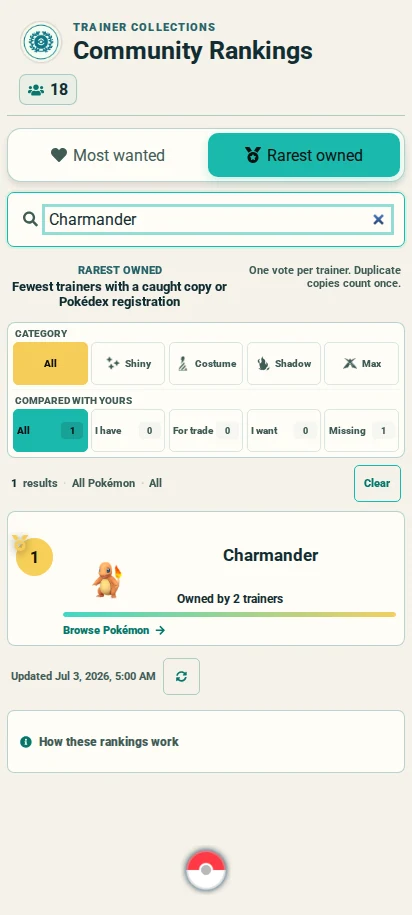 TRAINER COLLECTIONS
Community Rankings
18
Most wanted
Rarest owned
Charmander
RAREST OWNED
Fewest trainers with a caught copy or
Pokédex registration
One vote per trainer. Duplicate
copies count once.
CATEGORY
All
Shiny
Costume
Shadow
Max
COMPARED WITH YOURS
All 1
I have 0
For trade 0
I want 0
Missing 1
1 results · All Pokémon · All
Clear
1
Charmander
Owned by 2 trainers
Browse Pokémon →
Updated Jul 3, 2026, 5:00 AM
How these rankings work